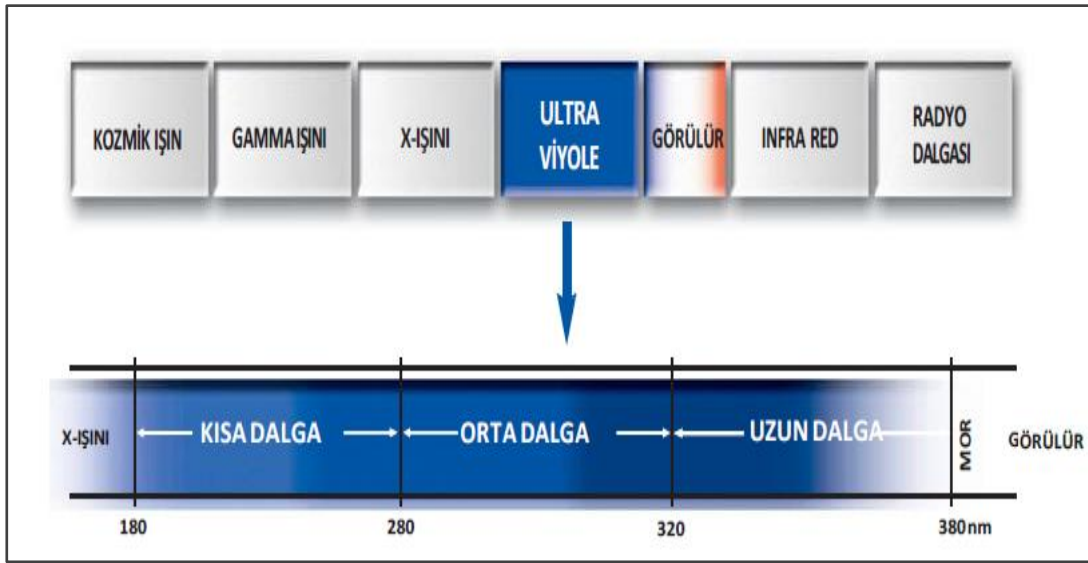 KOZMİK IŞIN
GAMMA IŞINI
X-IŞINI
ULTRA
VİYOLE
GÖRÜLÜR
INFRA RED
RADYO
DALGASI
X-IŞINI
KISA DALGA
ORTA DALGA
UZUN DALGA
MOR
GÖRÜLÜR
180
280
320
380nm